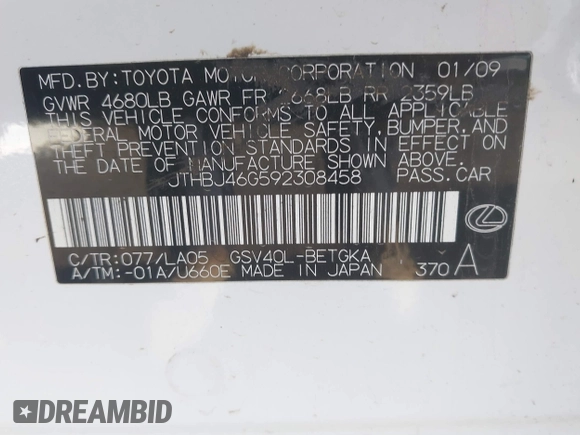 MFD. BY: TOYOTA MOTOR CORPORATION 01/09
GVWR 4680LB GAWR FR 2668LB RR 2359LB
THIS VEHICLE CONFORMS TO ALL APPLICABLE
FEDERAL MOTOR VEHICLE SAFETY, BUMPER, AND
THEFT PREVENTION STANDARDS IN EFFECT ON
THE DATE OF MANUFACTURE SHOWN ABOVE.
JTHBJ46G592308458 PASS. CAR
C/TR: 077/LA05 GSV40L-BETGKA
A/TM: -01A/U660E MADE IN JAPAN 370 A
DREAMBID